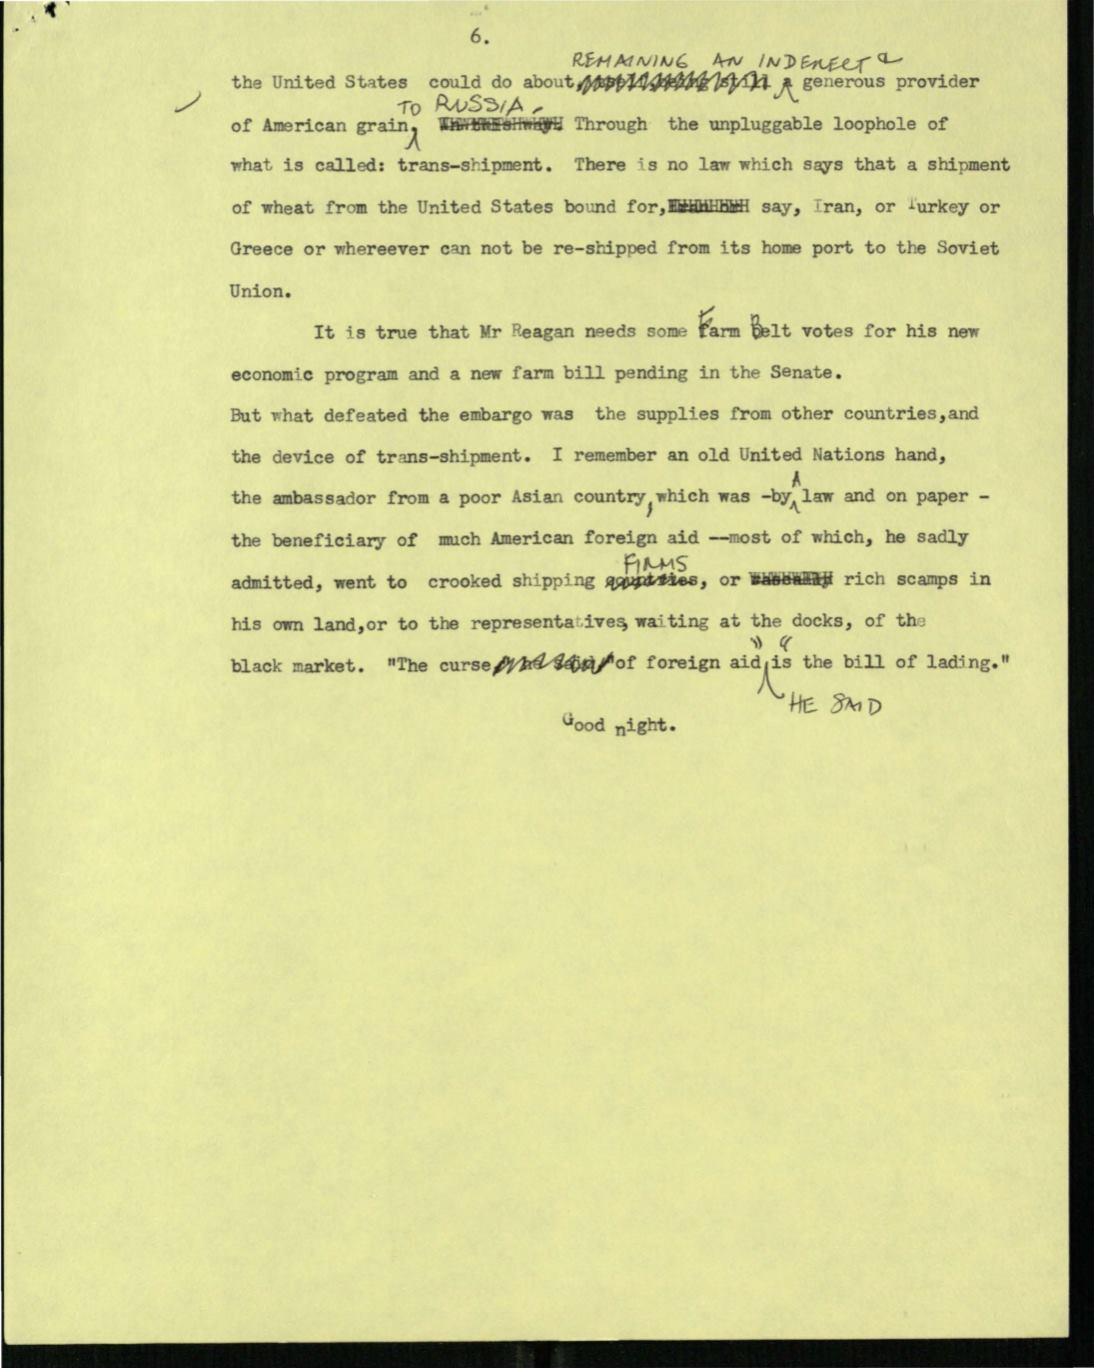 6.
REMAINING AN INDERECT &
the United States could do about, still a generous provider
TO RUSSIA,
of American grain, Through the unpluggable loophole of
what is called: trans-shipment. There is no law which says that a shipment
of wheat from the United States bound for, say, Iran, or Turkey or
Greece or whereever can not be re-shipped from its home port to the Soviet
Union.
It is true that Mr Reagan needs some Farm Belt votes for his new
economic program and a new farm bill pending in the Senate.
But what defeated the embargo was the supplies from other countries,and
the device of trans-shipment. I remember an old United Nations hand,
A
the ambassador from a poor Asian country, which was -by law and on paper -
the beneficiary of much American foreign aid --most of which, he sadly
FIRMS
admitted, went to crooked shipping countries, or rich scamps in
his own land,or to the representatives, waiting at the docks, of the
black market. "The curse of foreign aid," "is the bill of lading."
HE SAID
Good night.